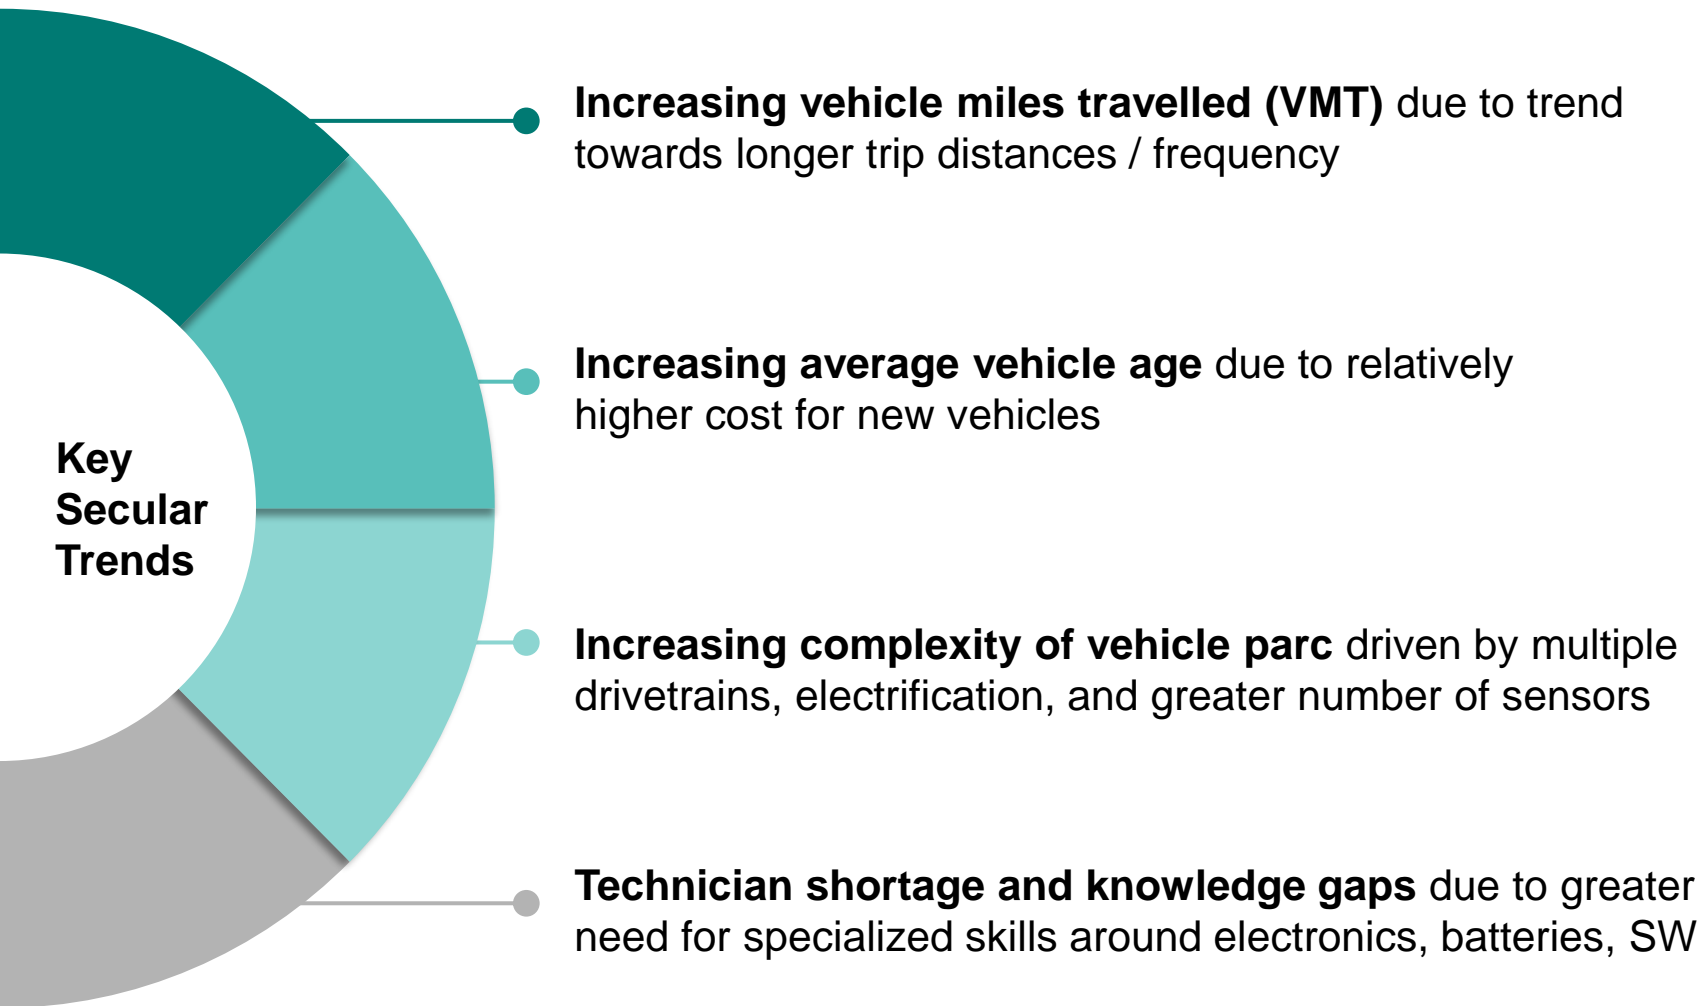 Increasing vehicle miles travelled (VMT) due to trend
towards longer trip distances / frequency
Increasing average vehicle age due to relatively
higher cost for new vehicles
Key
Secular
Trends
Increasing complexity of vehicle parc driven by multiple
drivetrains, electrification, and greater number of sensors
Technician shortage and knowledge gaps due to greater
need for specialized skills around electronics, batteries, SW